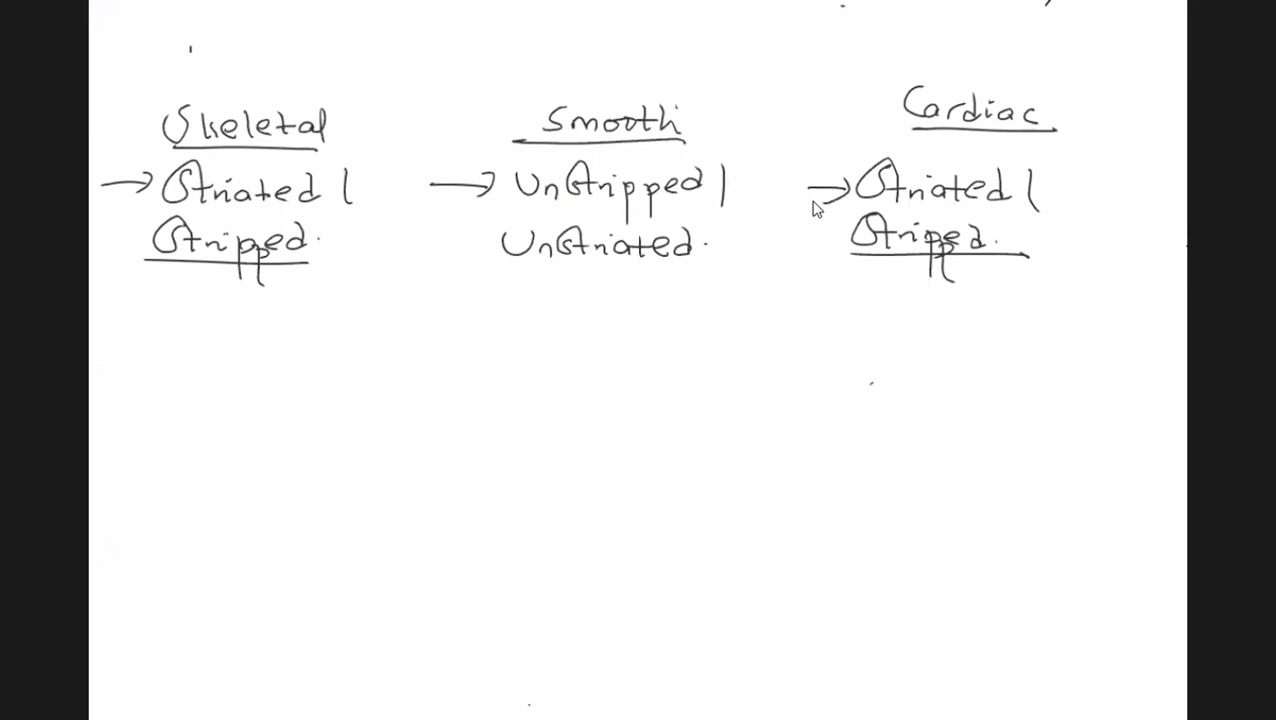 Skeletal
→ Striated |
Stripped.
Smooth
→ Unstripped |
Unstriated.
Cardiac
→ Striated |
Stripped.